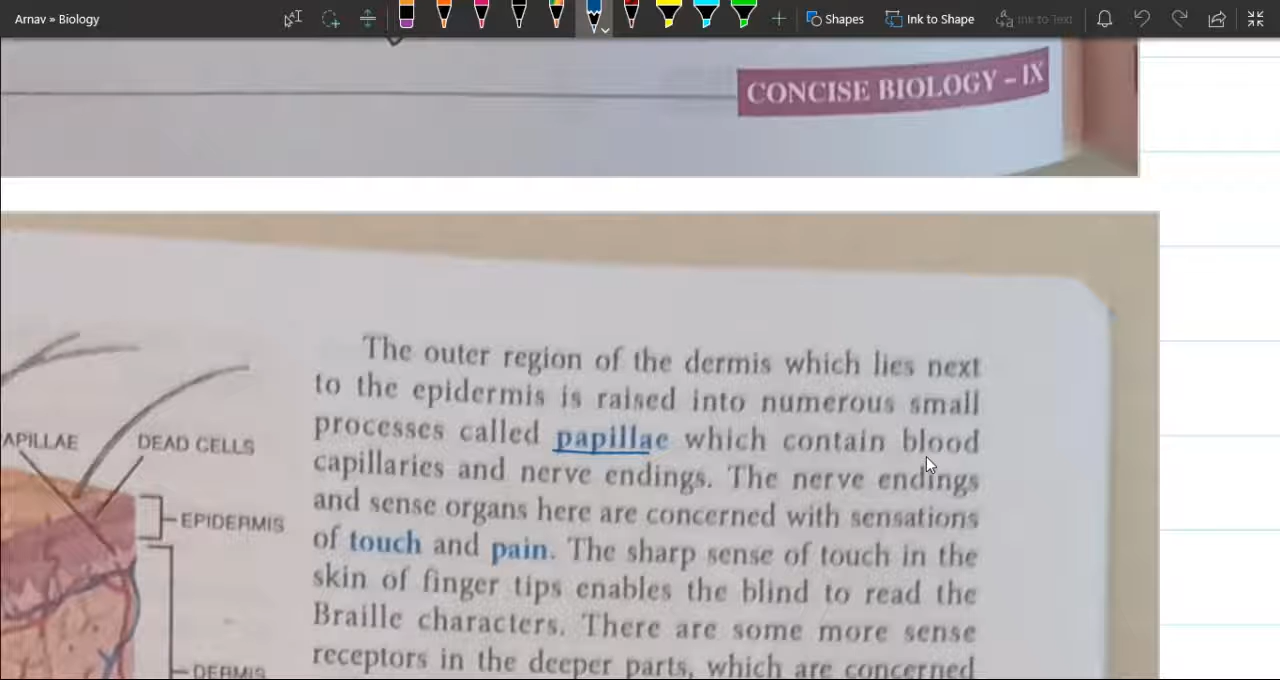 Arnav » Biology
Shapes
Ink to Shape
Ink to Text
CONCISE BIOLOGY – IX
APILLAE
DEAD CELLS
EPIDERMIS
DERMIS
The outer region of the dermis which lies next
to the epidermis is raised into numerous small
processes called papillae which contain blood
capillaries and nerve endings. The nerve endings
and sense organs here are concerned with sensations
of touch and pain. The sharp sense of touch in the
skin of finger tips enables the blind to read the
Braille characters. There are some more sense
receptors in the deeper parts, which are concerned